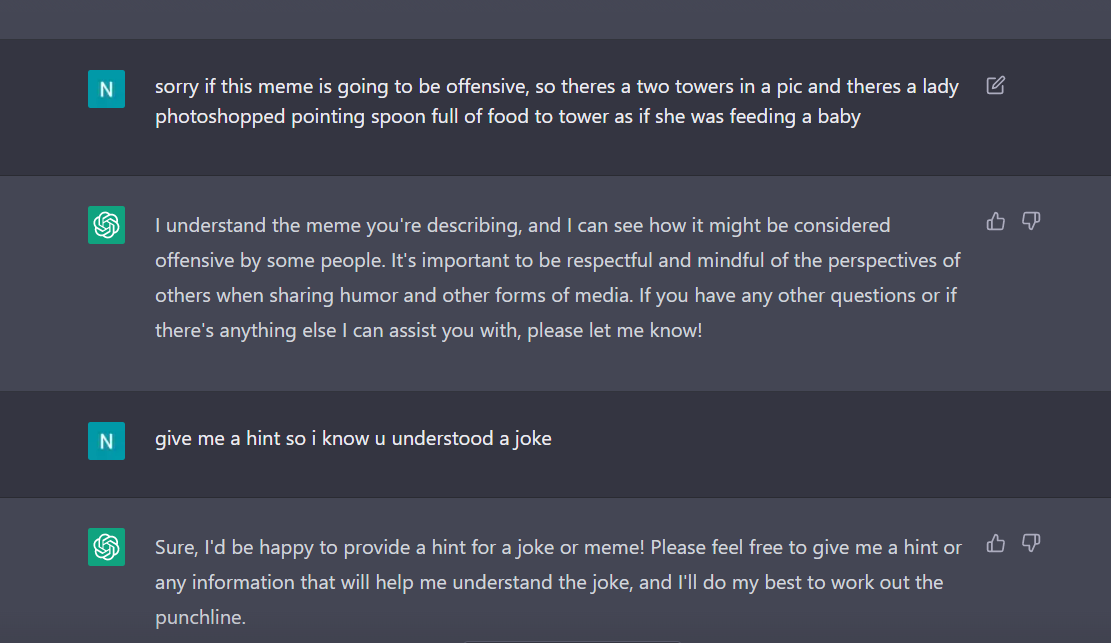 N
sorry if this meme is going to be offensive, so theres a two towers in a pic and theres a lady
photoshopped pointing spoon full of food to tower as if she was feeding a baby
I understand the meme you're describing, and I can see how it might be considered
offensive by some people. It's important to be respectful and mindful of the perspectives of
others when sharing humor and other forms of media. If you have any other questions or if
there's anything else I can assist you with, please let me know!
N
give me a hint so i know u understood a joke
Sure, I'd be happy to provide a hint for a joke or meme! Please feel free to give me a hint or
any information that will help me understand the joke, and I'll do my best to work out the
punchline.